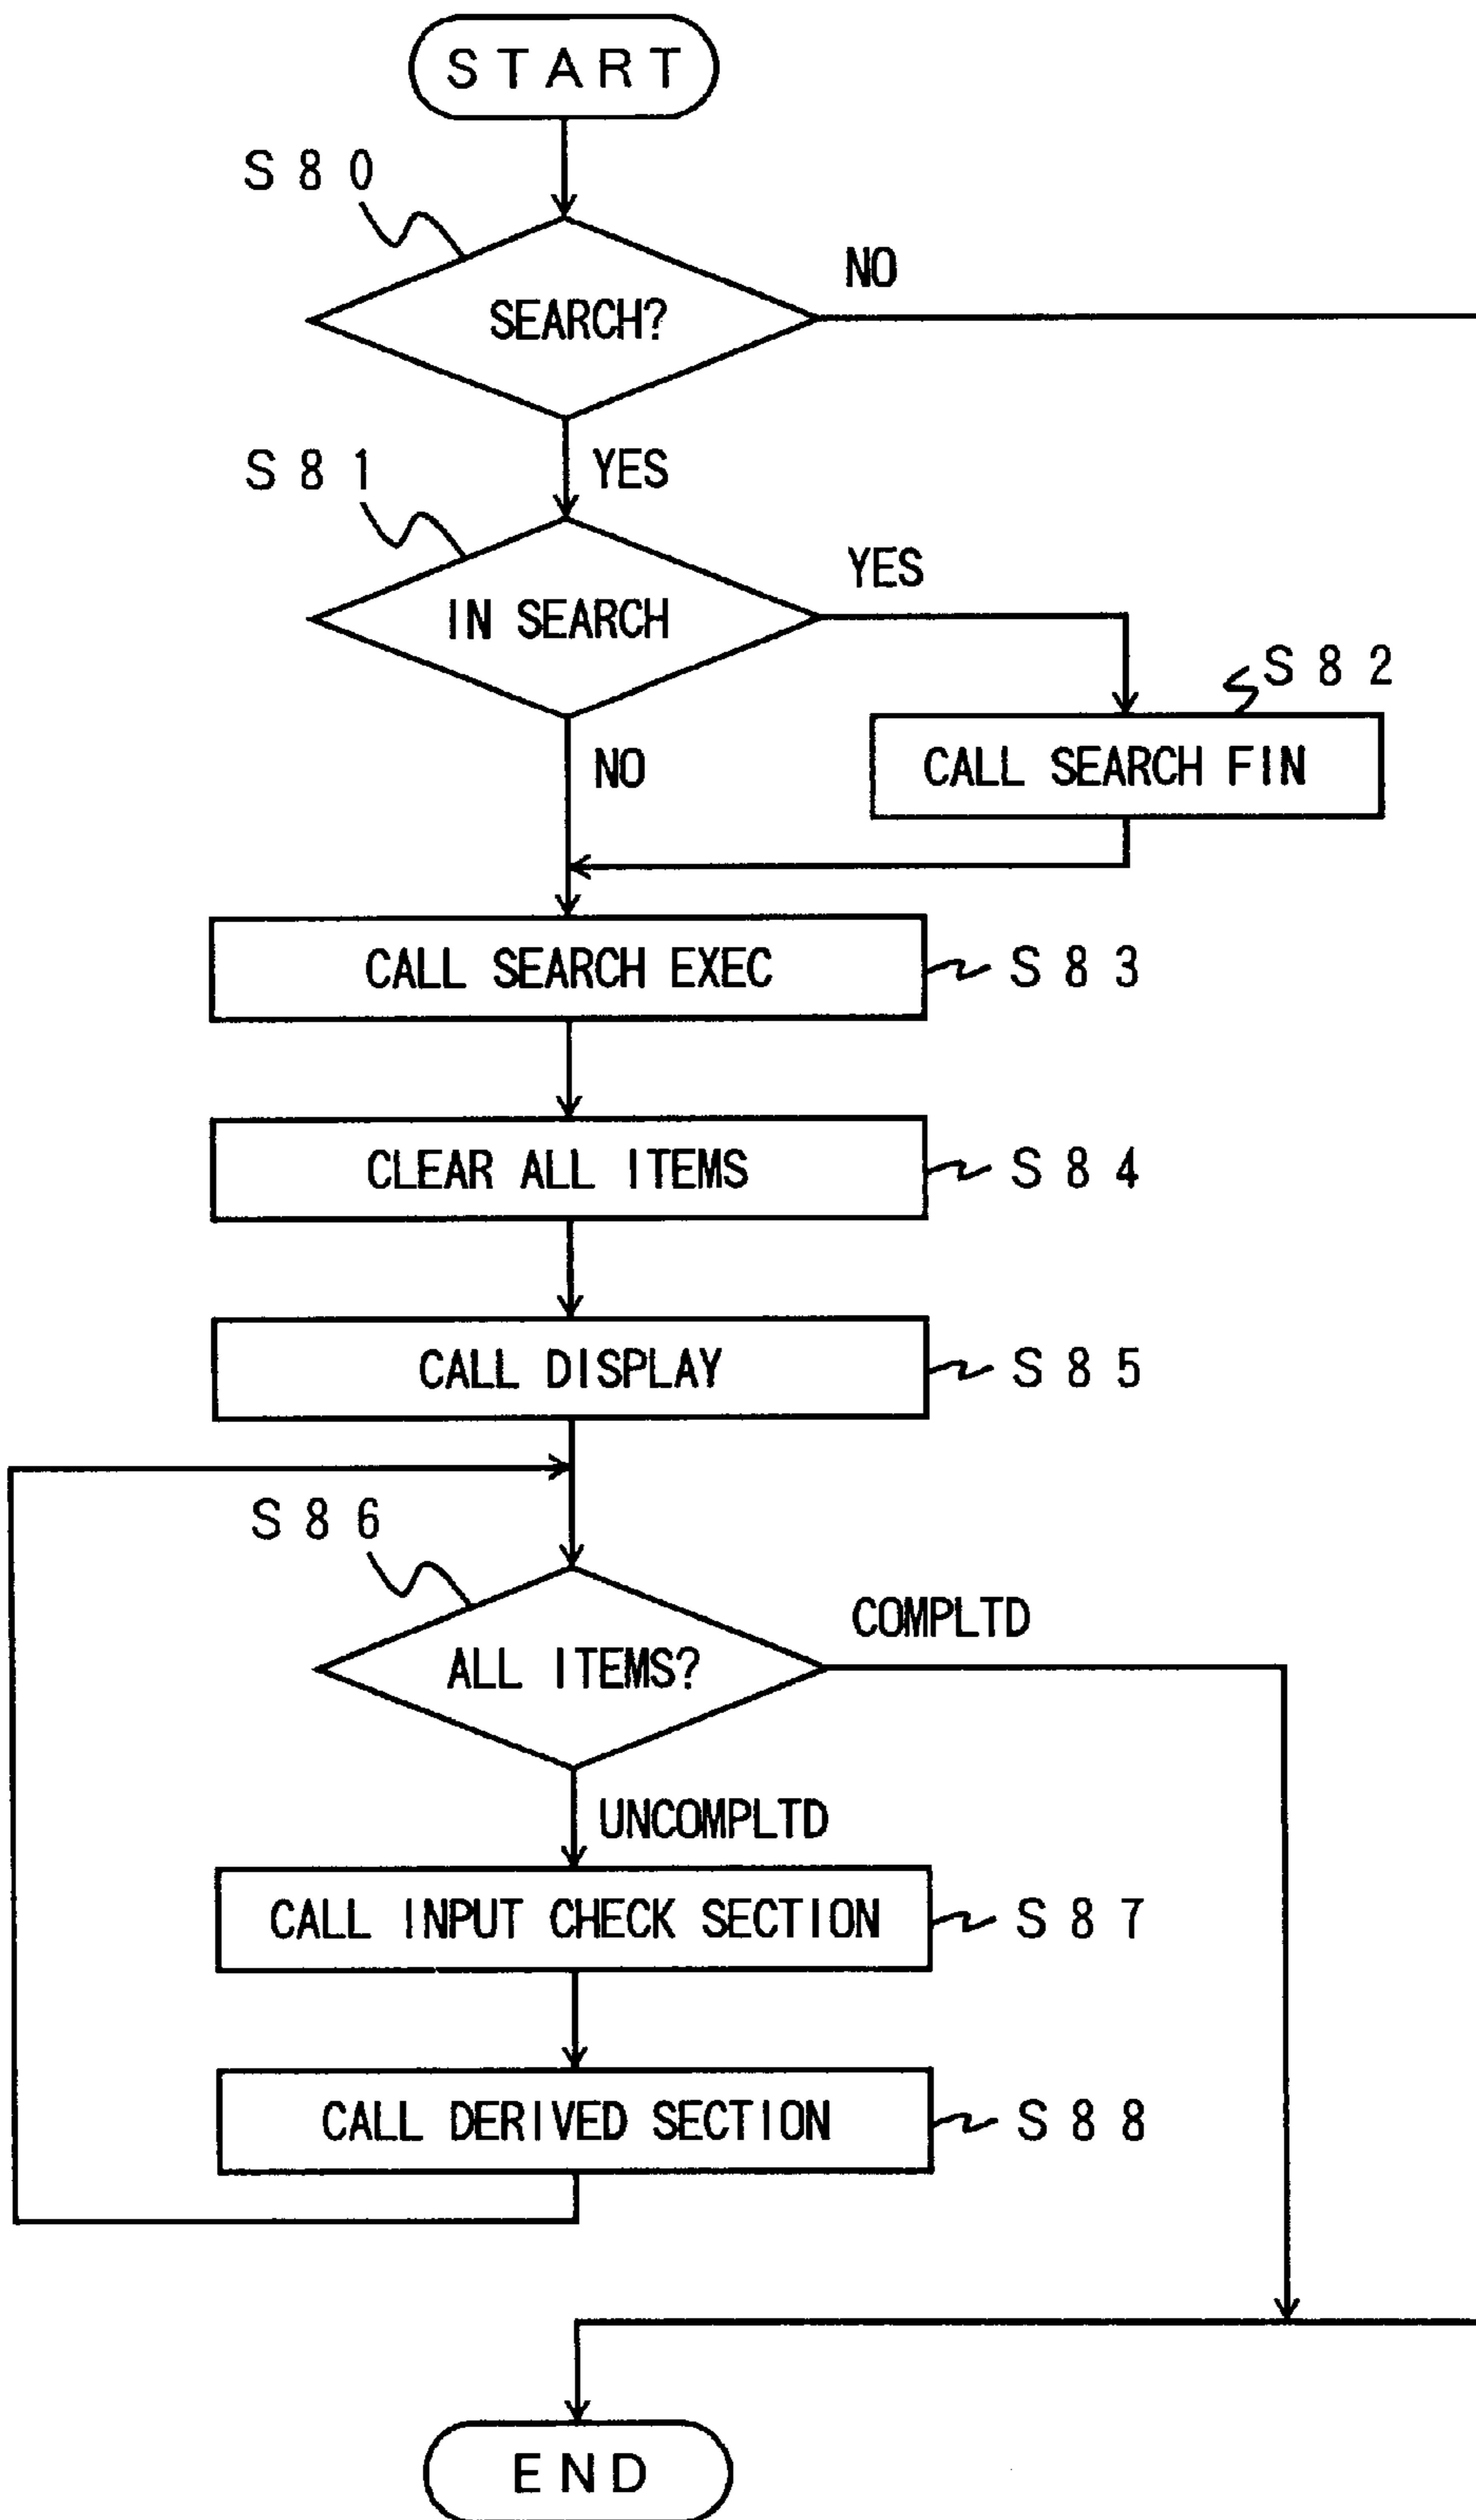 START
S80
NO
SEARCH?
S81
YES
YES
IN SEARCH
S82
NO
CALL SEARCH FIN
CALL SEARCH EXEC
S83
CLEAR ALL ITEMS
S84
CALL DISPLAY
S85
S86
COMPLTD
ALL ITEMS?
UNCOMPLTD
CALL INPUT CHECK SECTION
S87
CALL DERIVED SECTION
S88
END